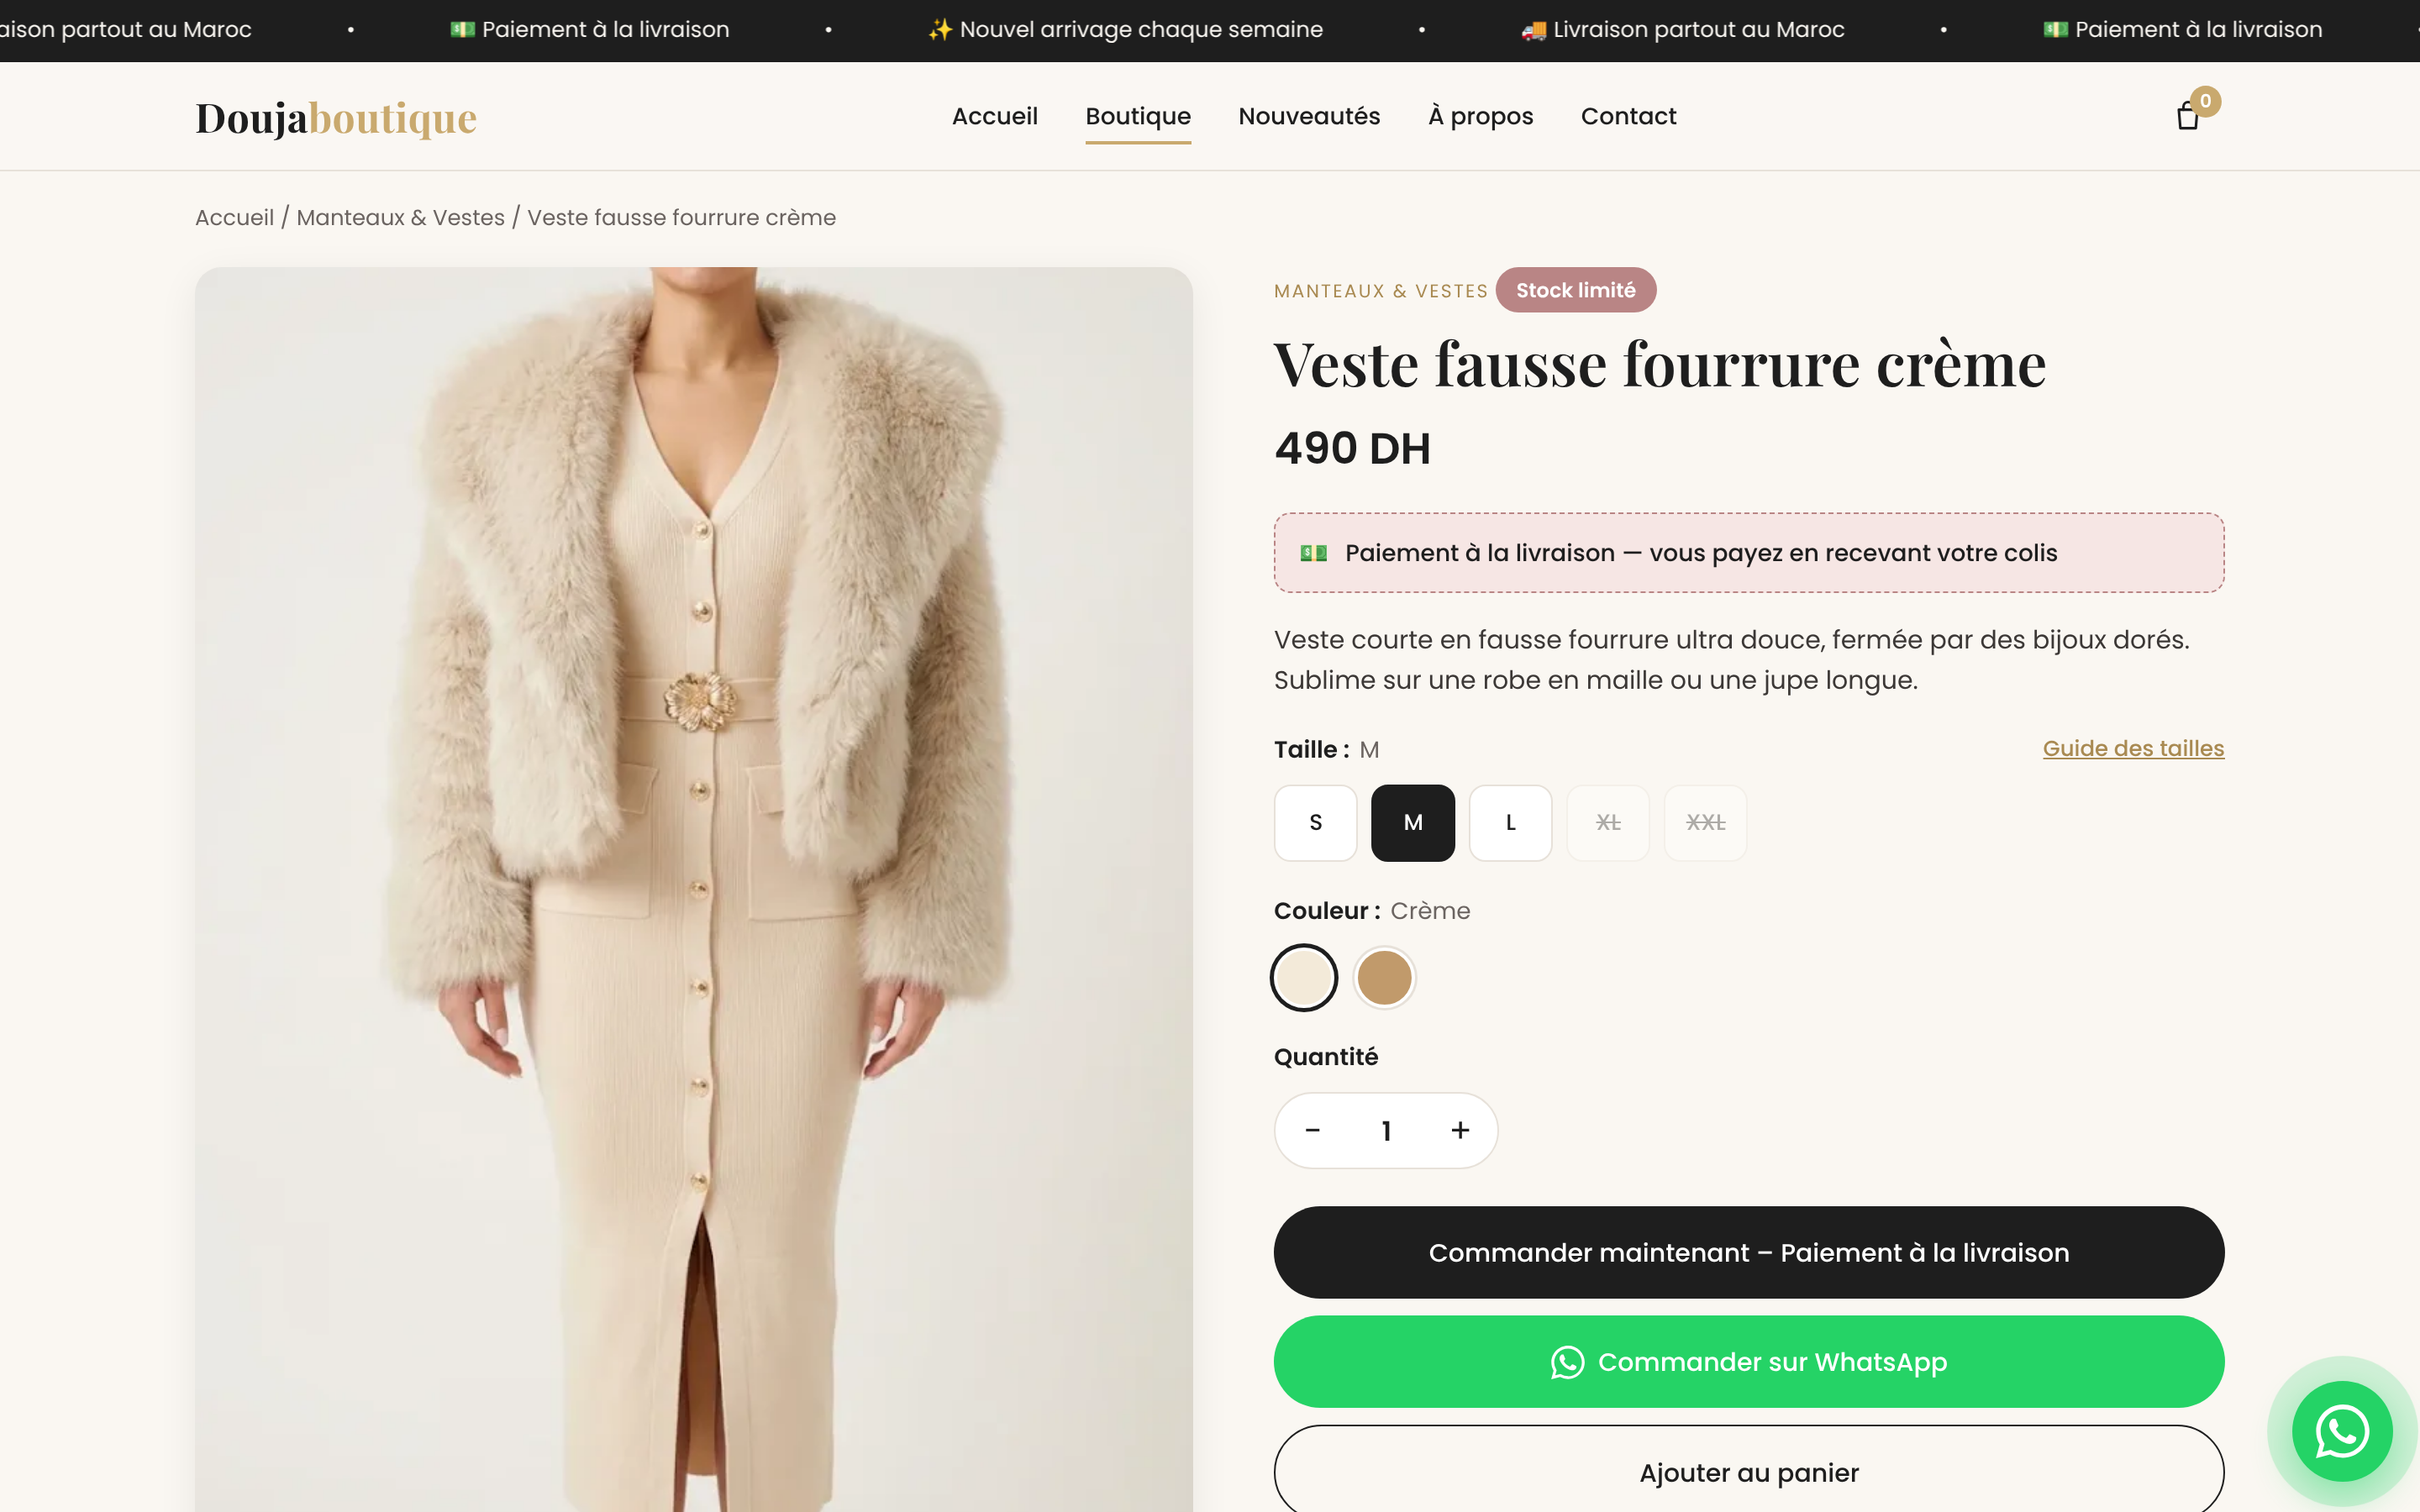 aison partout au Maroc • 💵 Paiement à la livraison • ✨ Nouvel arrivage chaque semaine • 🚚 Livraison partout au Maroc • 💵 Paiement à la livraison
Doujaboutique
Accueil Boutique Nouveautés À propos Contact
0
Accueil / Manteaux & Vestes / Veste fausse fourrure crème
MANTEAUX & VESTES Stock limité
Veste fausse fourrure crème
490 DH
💵 Paiement à la livraison — vous payez en recevant votre colis
Veste courte en fausse fourrure ultra douce, fermée par des bijoux dorés.
Sublime sur une robe en maille ou une jupe longue.
Taille : M Guide des tailles
S M L XL XXL
Couleur : Crème
Quantité
− 1 +
Commander maintenant – Paiement à la livraison
Commander sur WhatsApp
Ajouter au panier